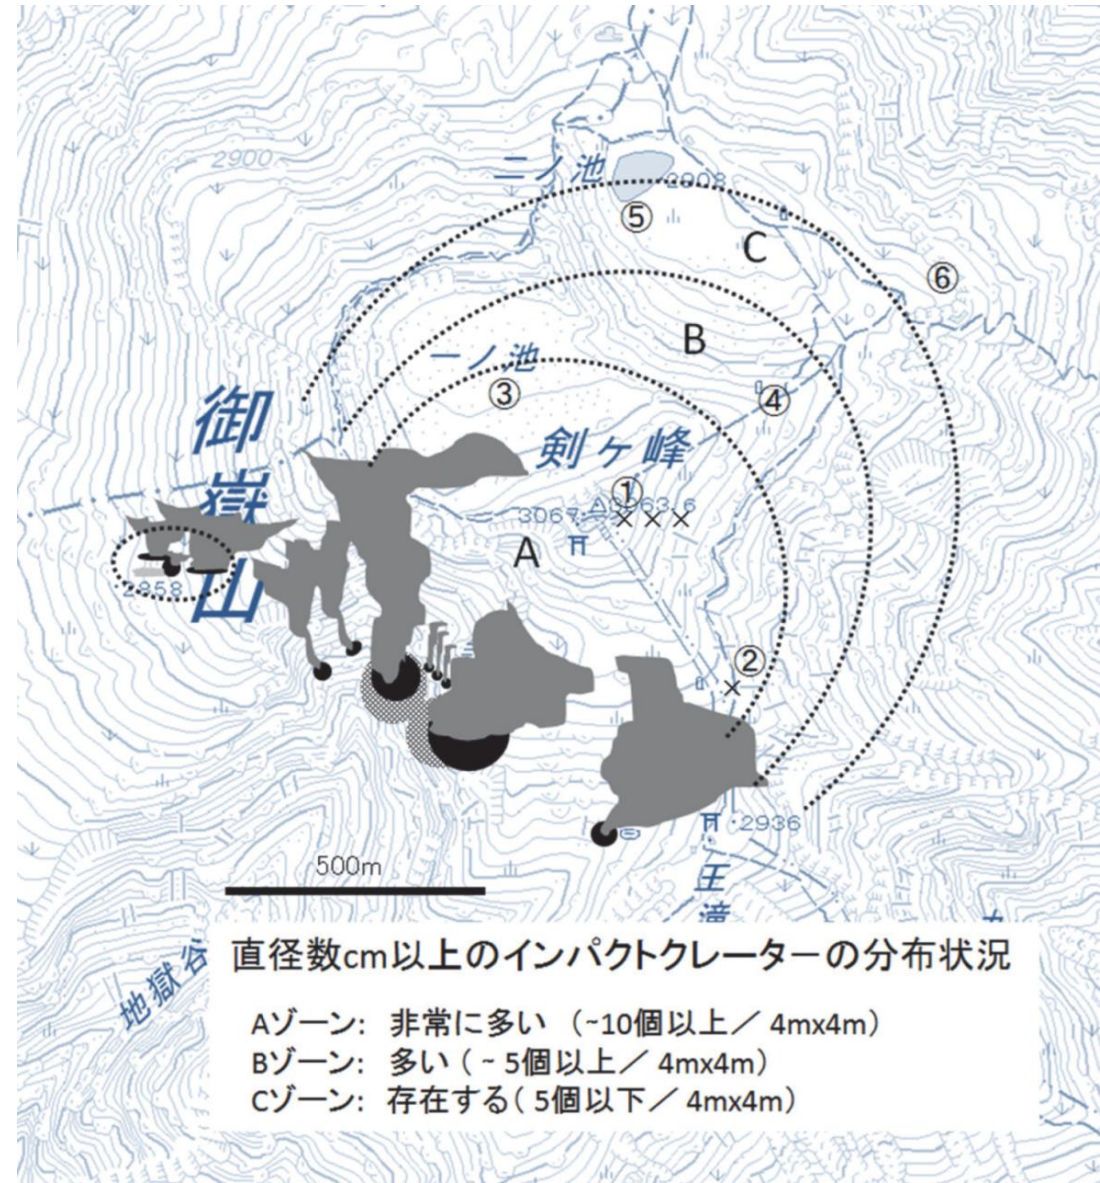 2900
二ノ池
2908
⑤
C
⑥
B
一ノ池
③
④
御嶽山
剣ヶ峰
①
3067
3063.6
A
2858
②
2936
王滝
500m
地獄谷
直径数cm以上のインパクトクレーターの分布状況
Aゾーン: 非常に多い (~10個以上/ 4mx4m)
Bゾーン: 多い ( ~ 5個以上/ 4mx4m)
Cゾーン: 存在する( 5個以下/ 4mx4m)